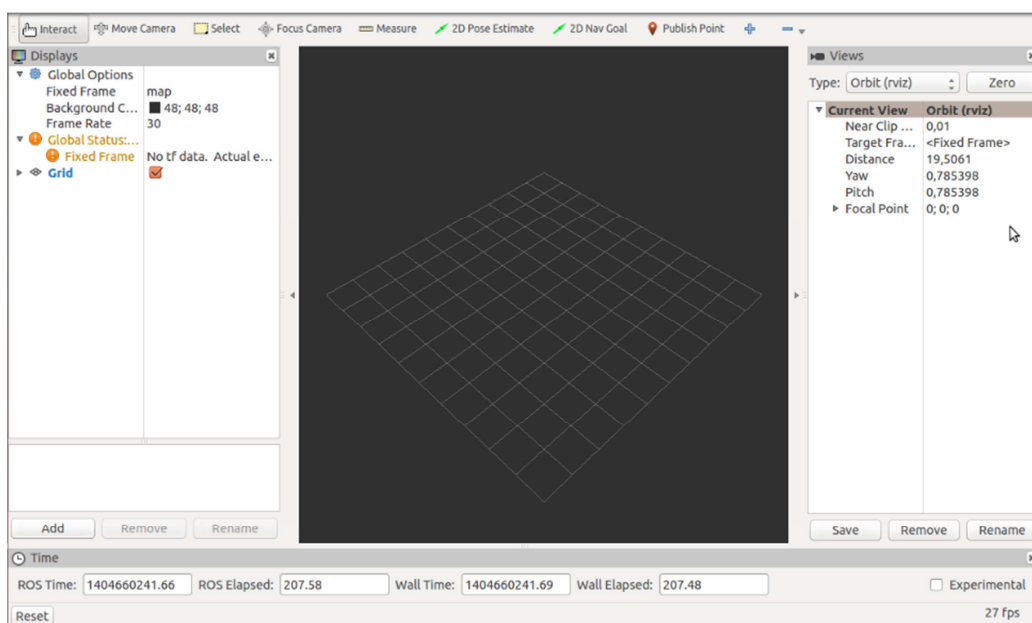 Interact Move Camera Select Focus Camera Measure 2D Pose Estimate 2D Nav Goal Publish Point
Displays
Global Options
Fixed Frame map
Background C... 48; 48; 48
Frame Rate 30
Global Status:...
Fixed Frame No tf data. Actual e...
Grid
Add Remove Rename
Views
Type: Orbit (rviz) Zero
Current View Orbit (rviz)
Near Clip ... 0,01
Target Fra... <Fixed Frame>
Distance 19,5061
Yaw 0,785398
Pitch 0,785398
Focal Point 0; 0; 0
Save Remove Rename
Time
ROS Time: 1404660241.66 ROS Elapsed: 207.58 Wall Time: 1404660241.69 Wall Elapsed: 207.48 Experimental
Reset 27 fps